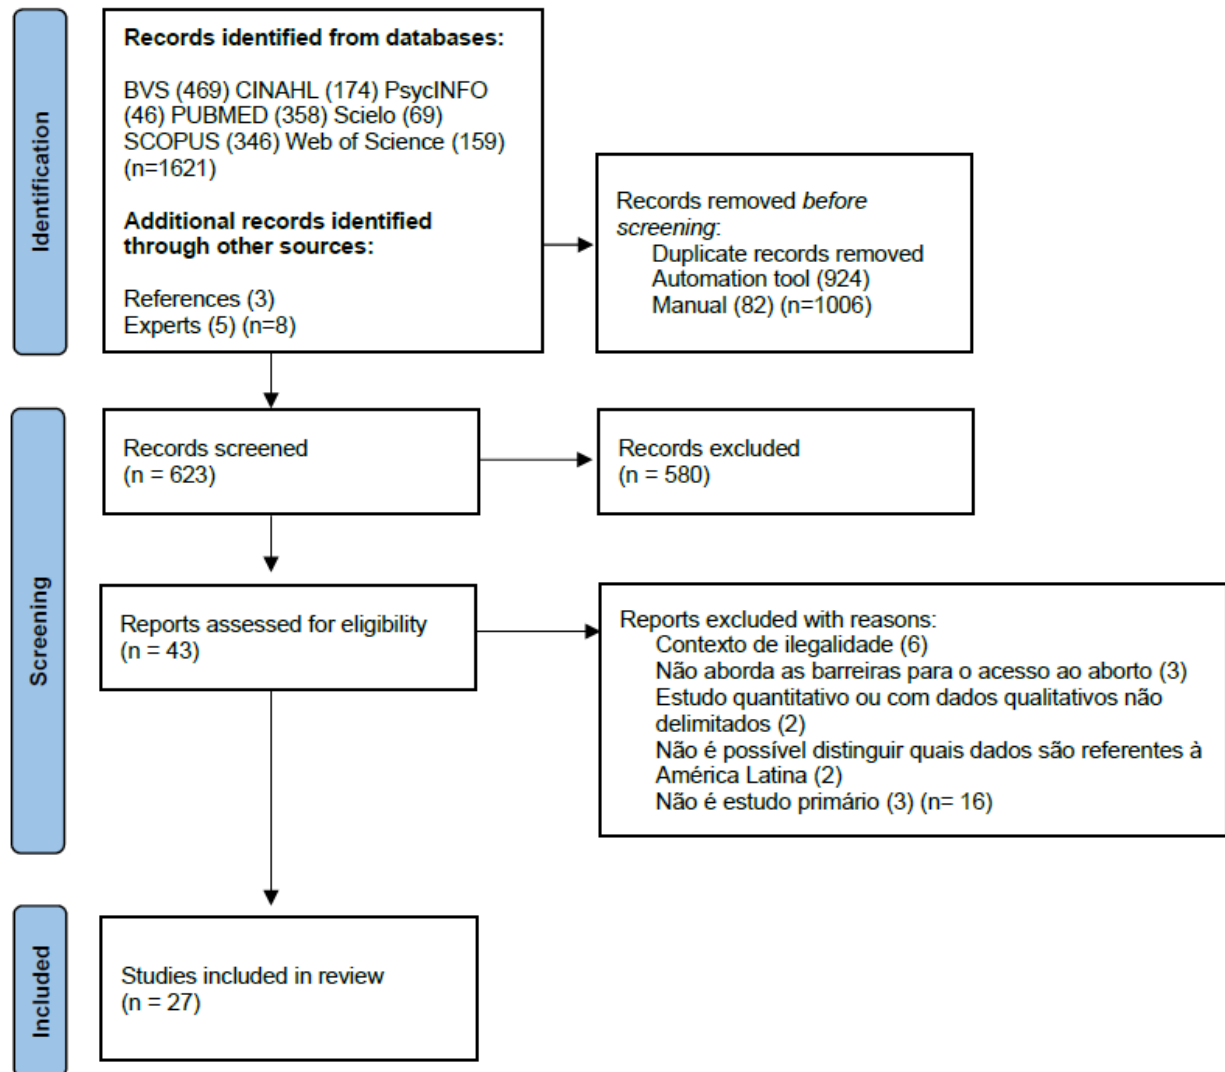 Identification
Records identified from databases:
BVS (469) CINAHL (174) PsycINFO
(46) PUBMED (358) Scielo (69)
SCOPUS (346) Web of Science (159)
(n=1621)
Additional records identified
through other sources:
References (3)
Experts (5) (n=8)
Records removed before
screening:
Duplicate records removed
Automation tool (924)
Manual (82) (n=1006)
Screening
Records screened
(n = 623)
Records excluded
(n = 580)
Reports assessed for eligibility
(n = 43)
Reports excluded with reasons:
Contexto de ilegalidade (6)
Não aborda as barreiras para o acesso ao aborto (3)
Estudo quantitativo ou com dados qualitativos não
delimitados (2)
Não é possível distinguir quais dados são referentes à
América Latina (2)
Não é estudo primário (3) (n= 16)
Included
Studies included in review
(n = 27)